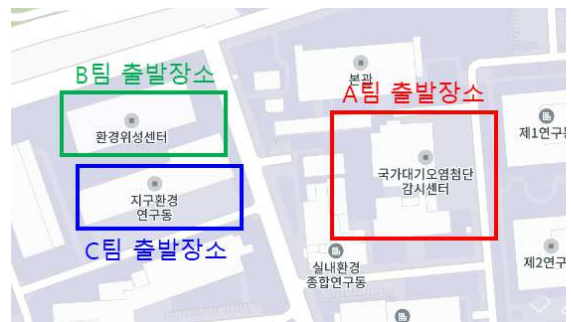 B팀 출발장소
본관
A팀 출발장소
환경위성센터
제1연구동
국가대기오염첨단
감시센터
지구환경
연구동
C팀 출발장소
실내환경
종합연구동
제2연구